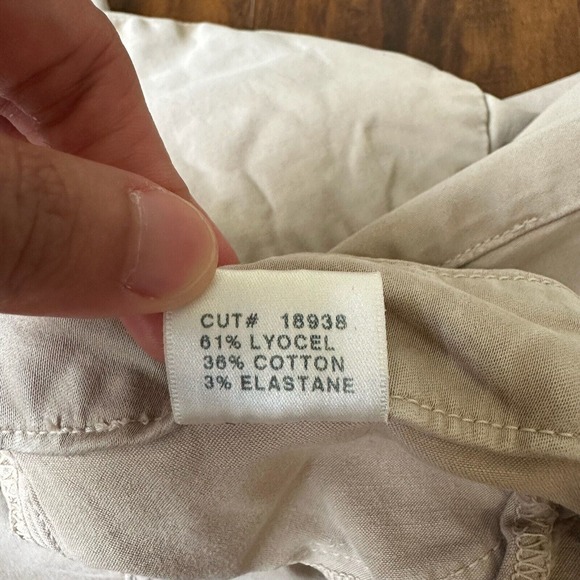 CUT# 18938
61% LYOCEL
36% COTTON
3% ELASTANE